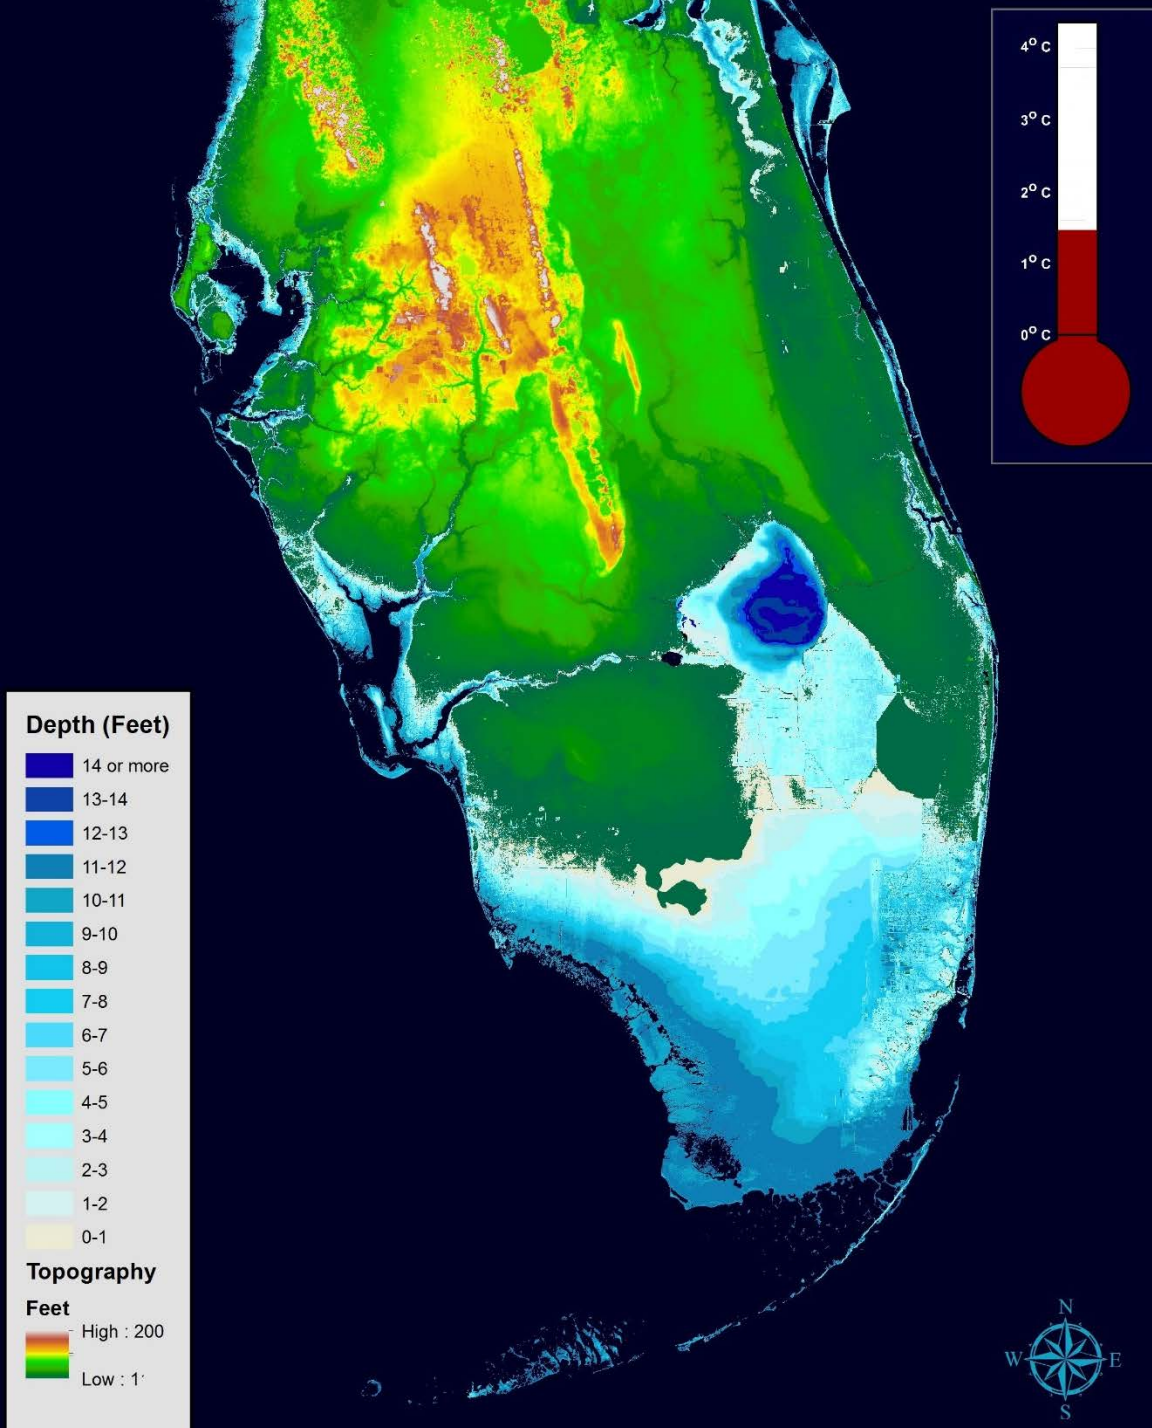 4° C
3° C
2° C
1° C
0° C
Depth (Feet)
14 or more
13-14
12-13
11-12
10-11
9-10
8-9
7-8
6-7
5-6
4-5
3-4
2-3
1-2
0-1
Topography
Feet
High : 200
Low : 1
N
W E
S